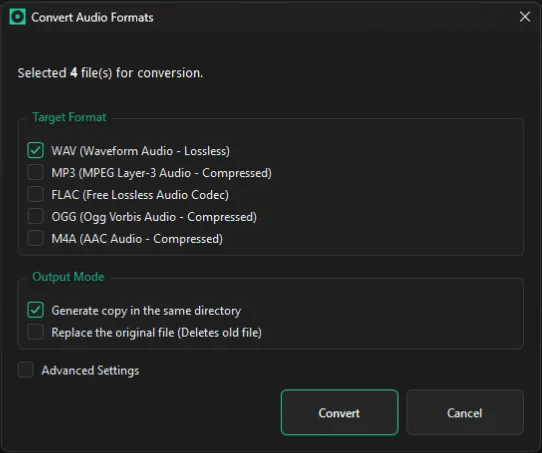 Convert Audio Formats
Selected 4 file(s) for conversion.
Target Format
WAV (Waveform Audio - Lossless)
MP3 (MPEG Layer-3 Audio - Compressed)
FLAC (Free Lossless Audio Codec)
OGG (Ogg Vorbis Audio - Compressed)
M4A (AAC Audio - Compressed)
Output Mode
Generate copy in the same directory
Replace the original file (Deletes old file)
Advanced Settings
Convert
Cancel